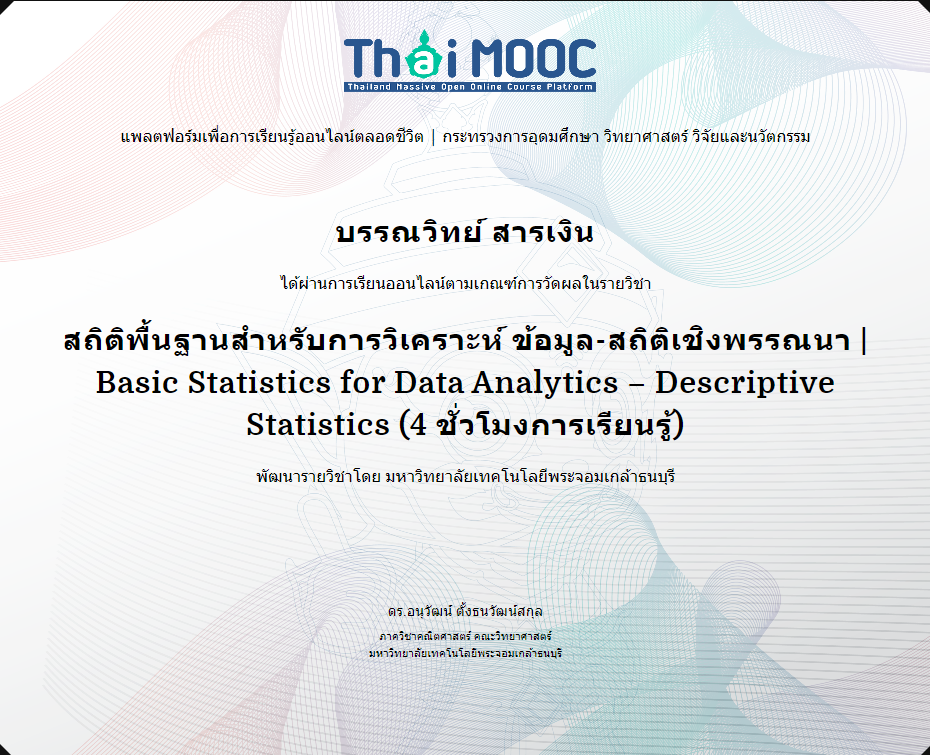 Thai MOOC
Thailand Massive Open Online Course Platform
แพลตฟอร์มเพื่อการเรียนรู้ออนไลน์ตลอดชีวิต | กระทรวงการอุดมศึกษา วิทยาศาสตร์ วิจัยและนวัตกรรม
บรรณวิทย์ สารเงิน
ได้ผ่านการเรียนออนไลน์ตามเกณฑ์การวัดผลในรายวิชา
สถิติพื้นฐานสำหรับการวิเคราะห์ ข้อมูล-สถิติเชิงพรรณนา |
Basic Statistics for Data Analytics – Descriptive
Statistics (4 ชั่วโมงการเรียนรู้)
พัฒนารายวิชาโดย มหาวิทยาลัยเทคโนโลยีพระจอมเกล้าธนบุรี
ดร.อนุวัฒน์ ตั้งธนวัฒน์สกุล
ภาควิชาคณิตศาสตร์ คณะวิทยาศาสตร์
มหาวิทยาลัยเทคโนโลยีพระจอมเกล้าธนบุรี